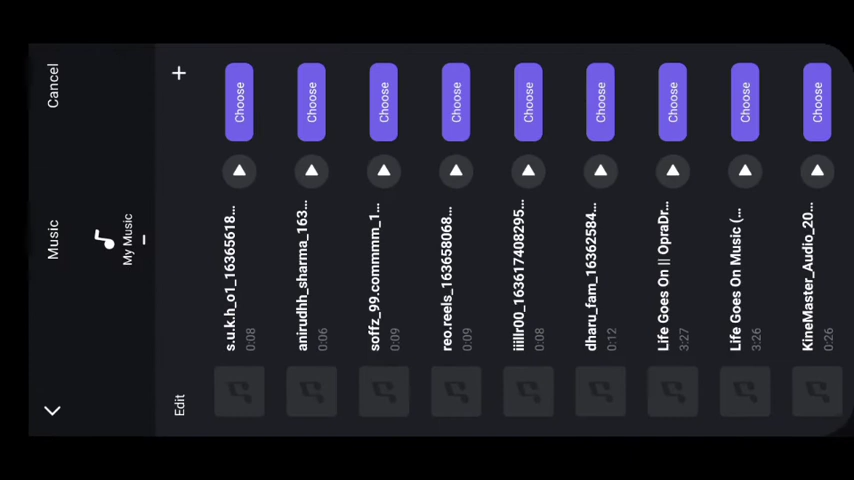 Music
Cancel
My Music
Edit
+
s.u.k.h_o1_16365618...
0:08
Choose
anirudhh_sharma_163...
0:06
Choose
soffz_99.commmm_1...
0:09
Choose
reo.reels_163658068...
0:09
Choose
iiiillr00_163617408295...
0:08
Choose
dharu_fam_16362584...
0:12
Choose
Life Goes On || OpraDr...
3:27
Choose
Life Goes On Music (...
3:26
Choose
KineMaster_Audio_20...
0:26
Choose